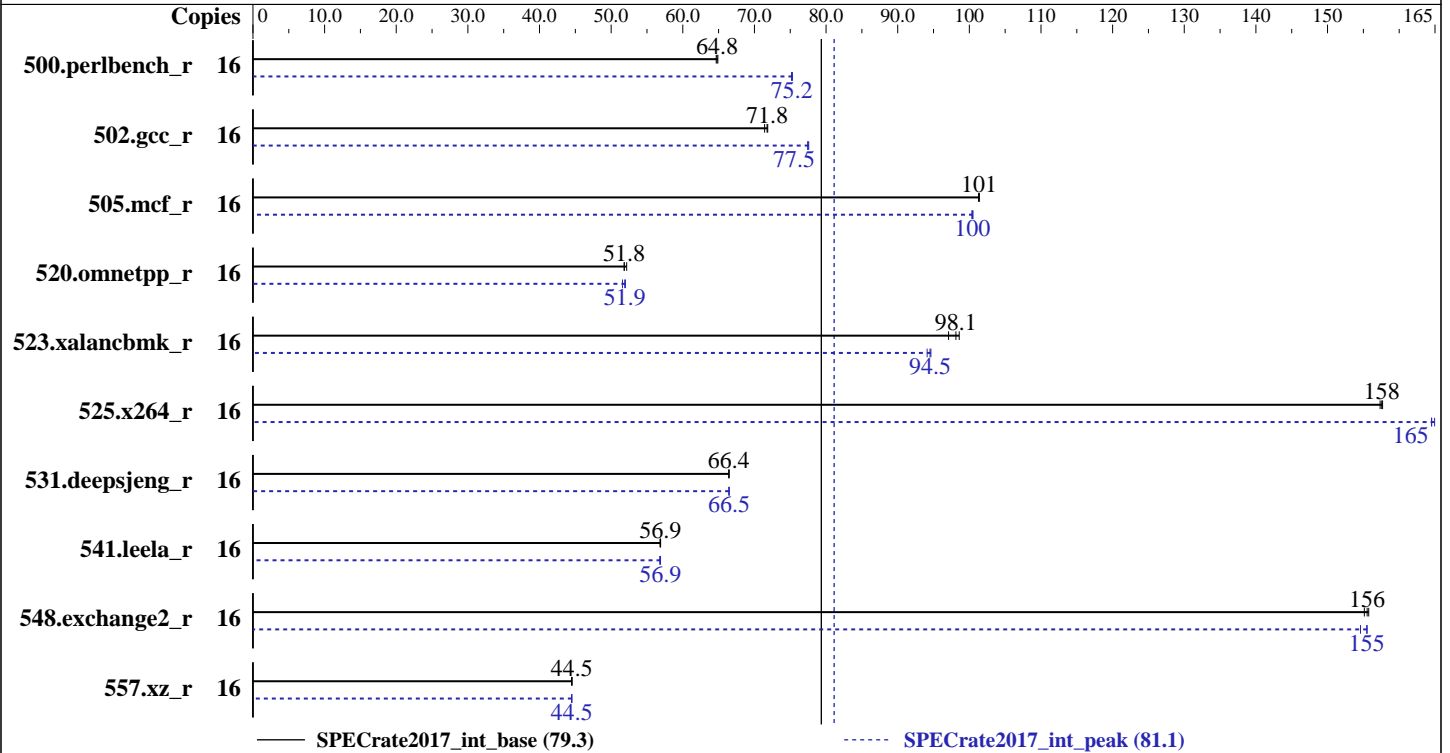 Copies 0 10.0 20.0 30.0 40.0 50.0 60.0 70.0 80.0 90.0 100 110 120 130 140 150 165
64.8
500.perlbench_r 16
75.2
71.8
502.gcc_r 16
77.5
101
505.mcf_r 16
100
51.8
520.omnetpp_r 16
51.9
98.1
523.xalancbmk_r 16
94.5
158
525.x264_r 16
165
66.4
531.deepsjeng_r 16
66.5
56.9
541.leela_r 16
56.9
156
548.exchange2_r 16
155
44.5
557.xz_r 16
44.5
SPECrate2017_int_base (79.3) SPECrate2017_int_peak (81.1)